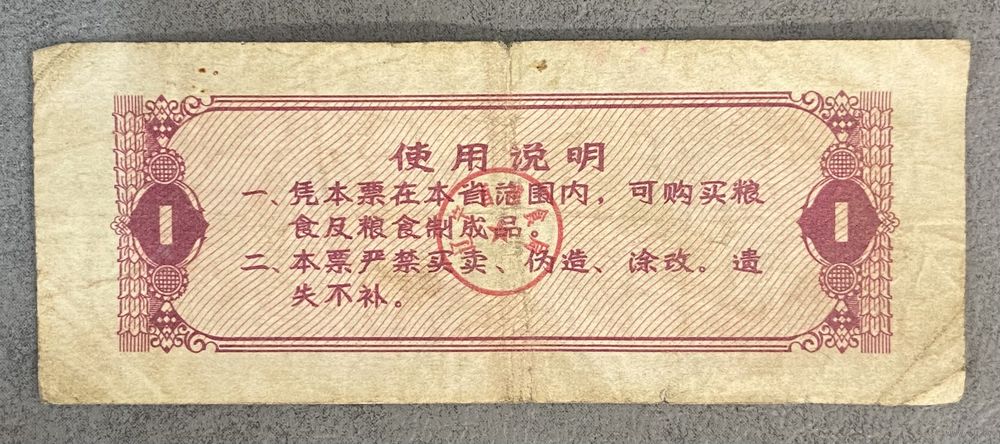 使用说明
一、凭本票在本省范围内，可购买粮
食及粮食制成品。
二、本票严禁买卖、伪造、涂改。遗
失不补。
1
1